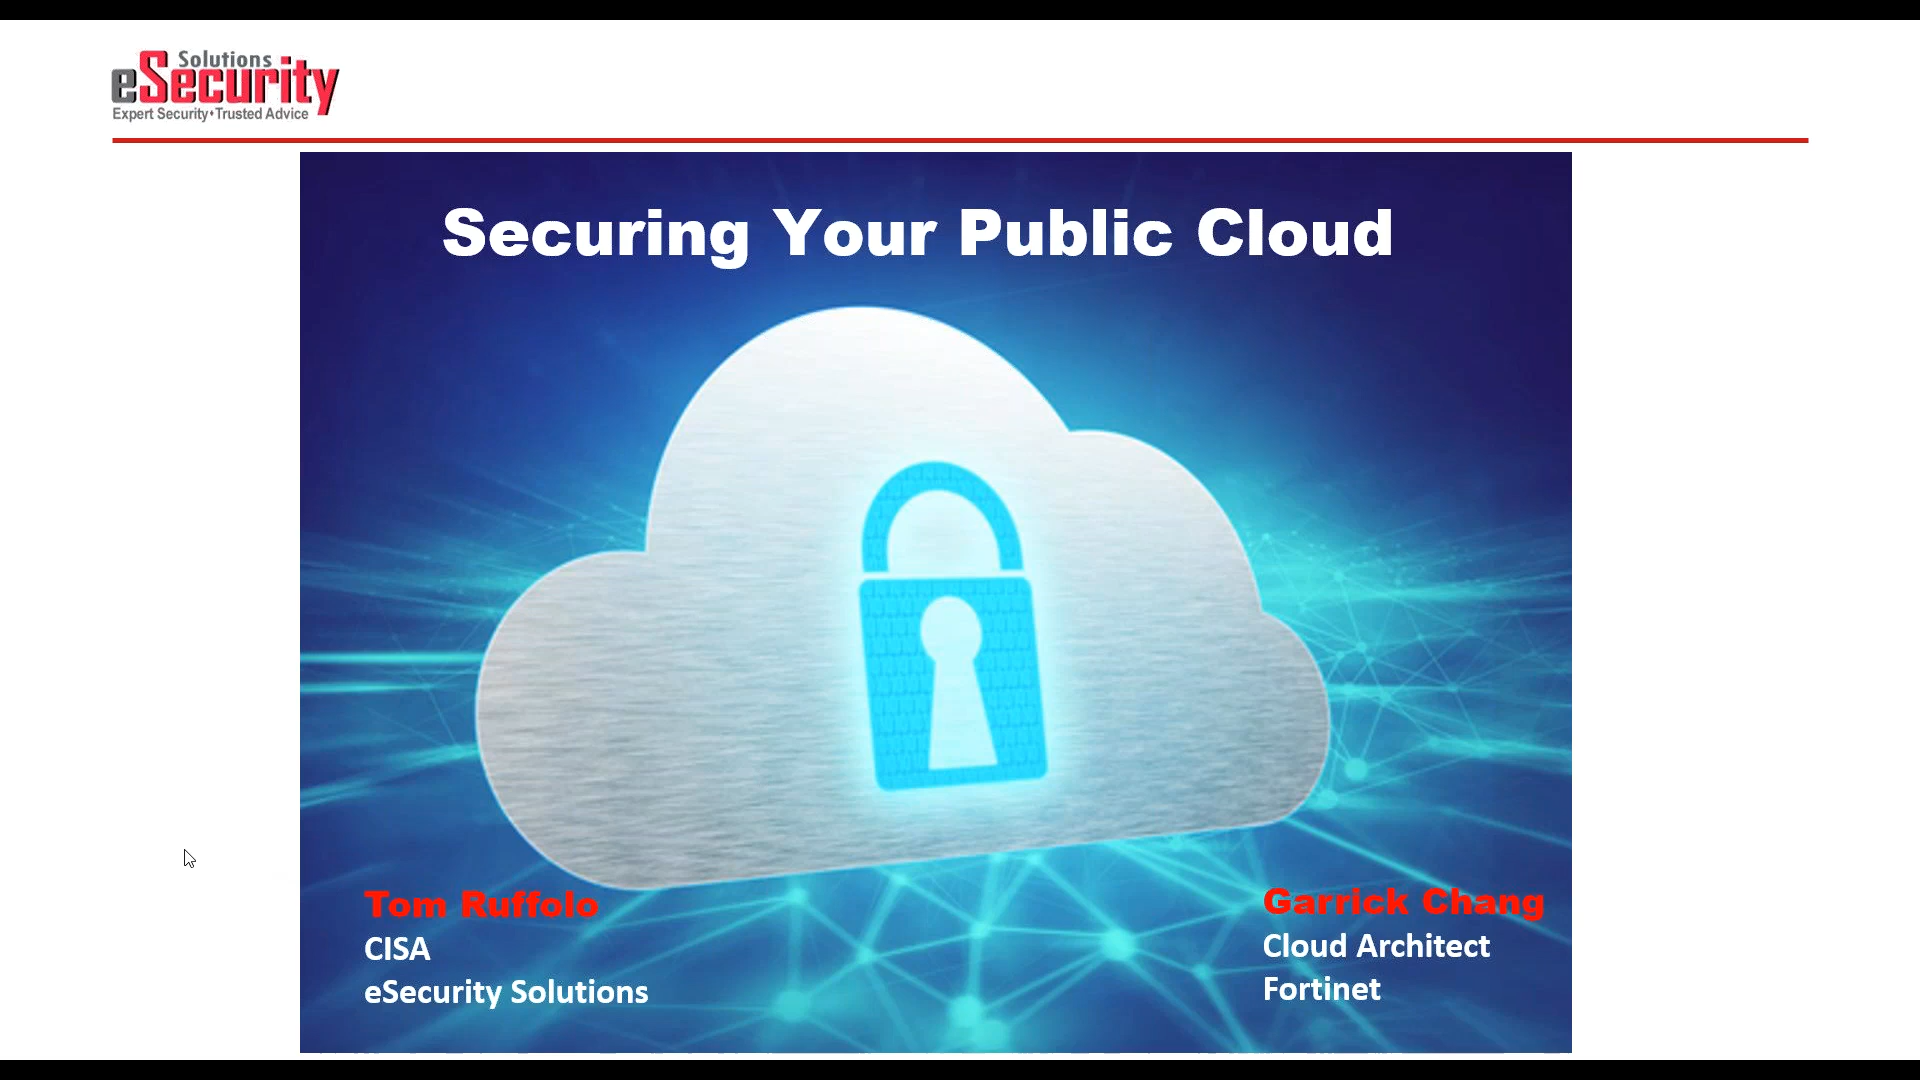 Solutions
eSecurity
Expert Security•Trusted Advice
Securing Your Public Cloud
Tom Ruffolo
CISA
eSecurity Solutions
Garrick Chang
Cloud Architect
Fortinet